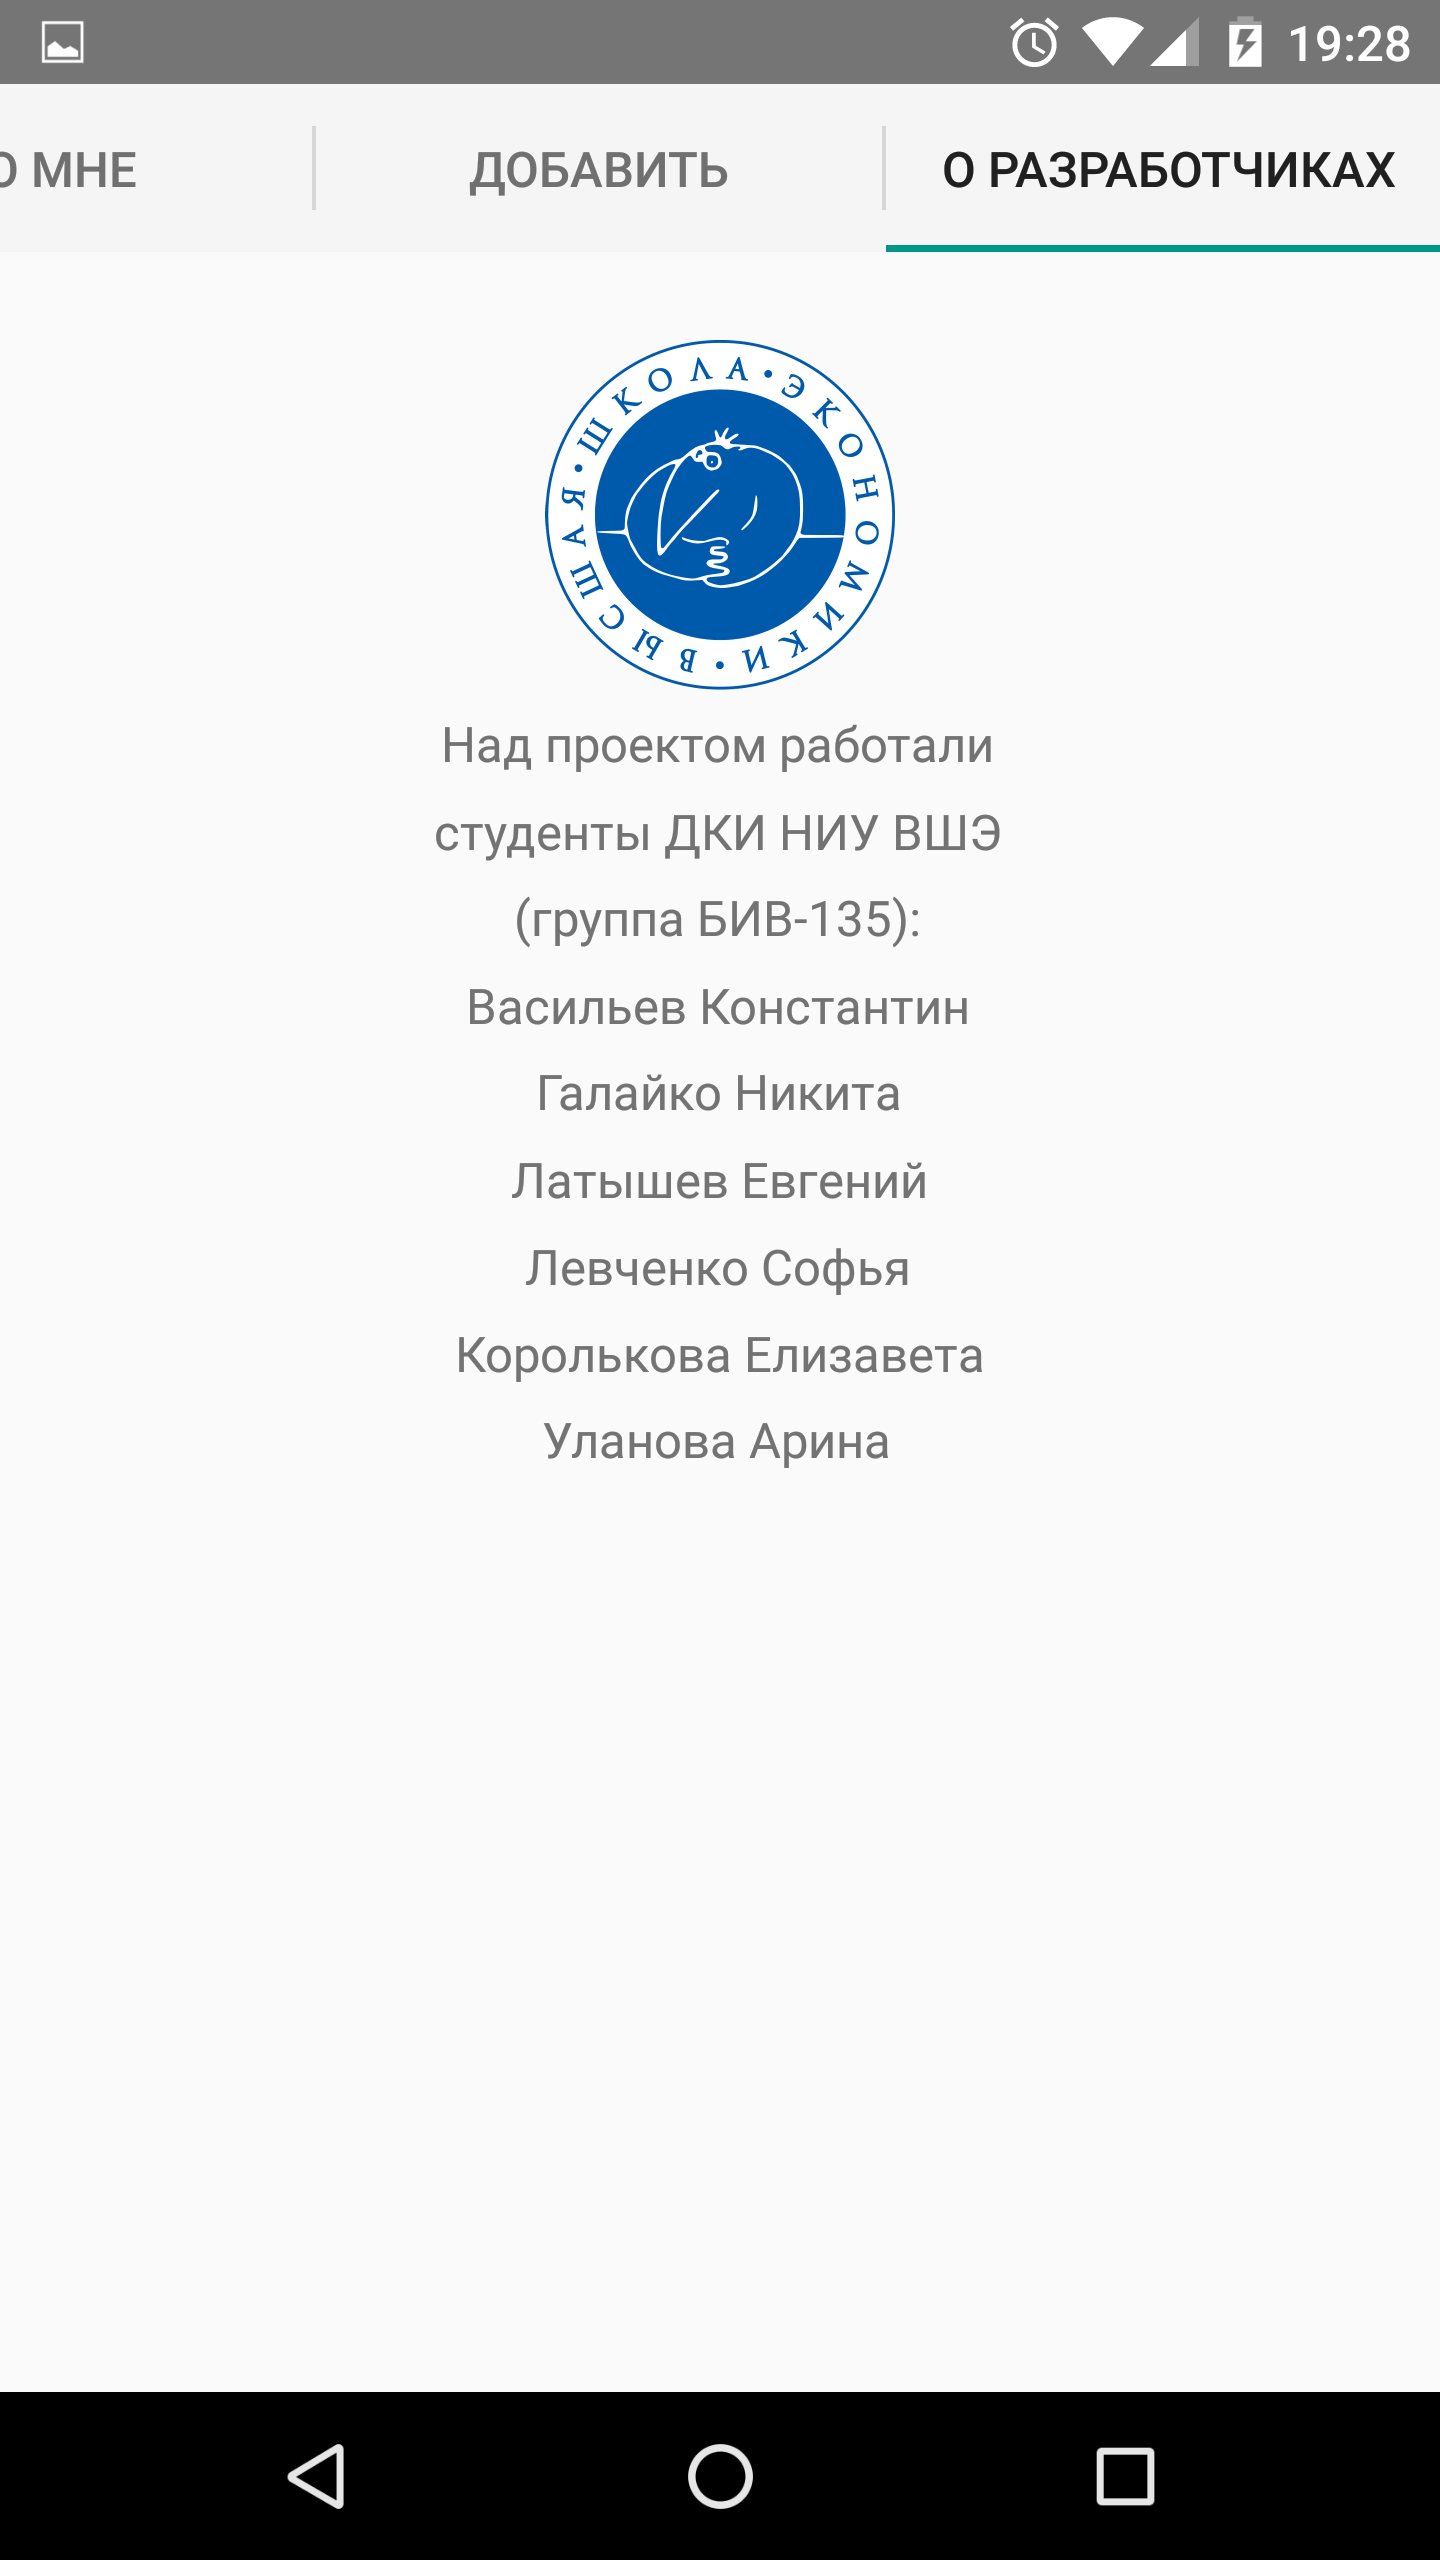 19:28
О МНЕ
ДОБАВИТЬ
О РАЗРАБОТЧИКАХ
ВЫСШАЯ•ШКОЛА•ЭКОНОМИКИ•
Над проектом работали
студенты ДКИ НИУ ВШЭ
(группа БИВ-135):
Васильев Константин
Галайко Никита
Латышев Евгений
Левченко Софья
Королькова Елизавета
Уланова Арина